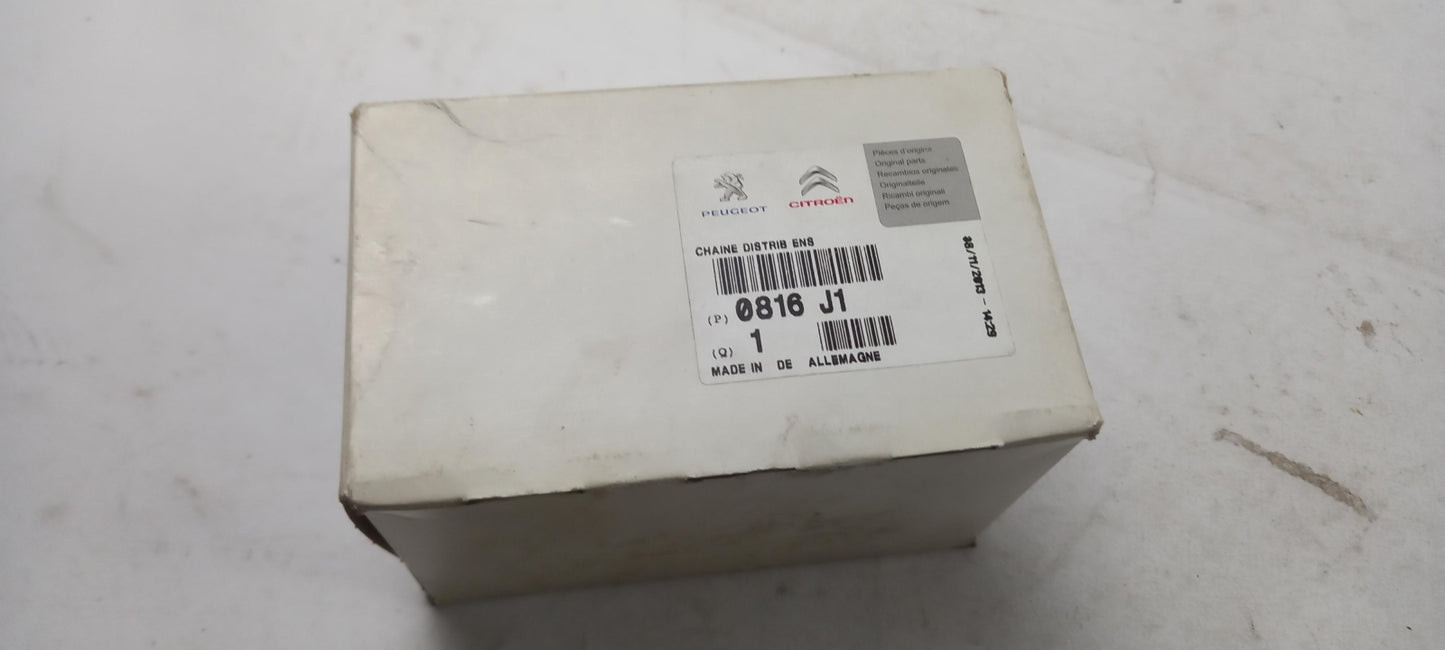 PEUGEOT
CITROËN
Pièces d'origine
Original parts
Recambios originales
Originalteile
Ricambi originali
Peças de origem
CHAINE DISTRIB ENS
(P) 0816 J1
(Q) 1
MADE IN DE ALLEMAGNE
08/11/2013 - 14:29